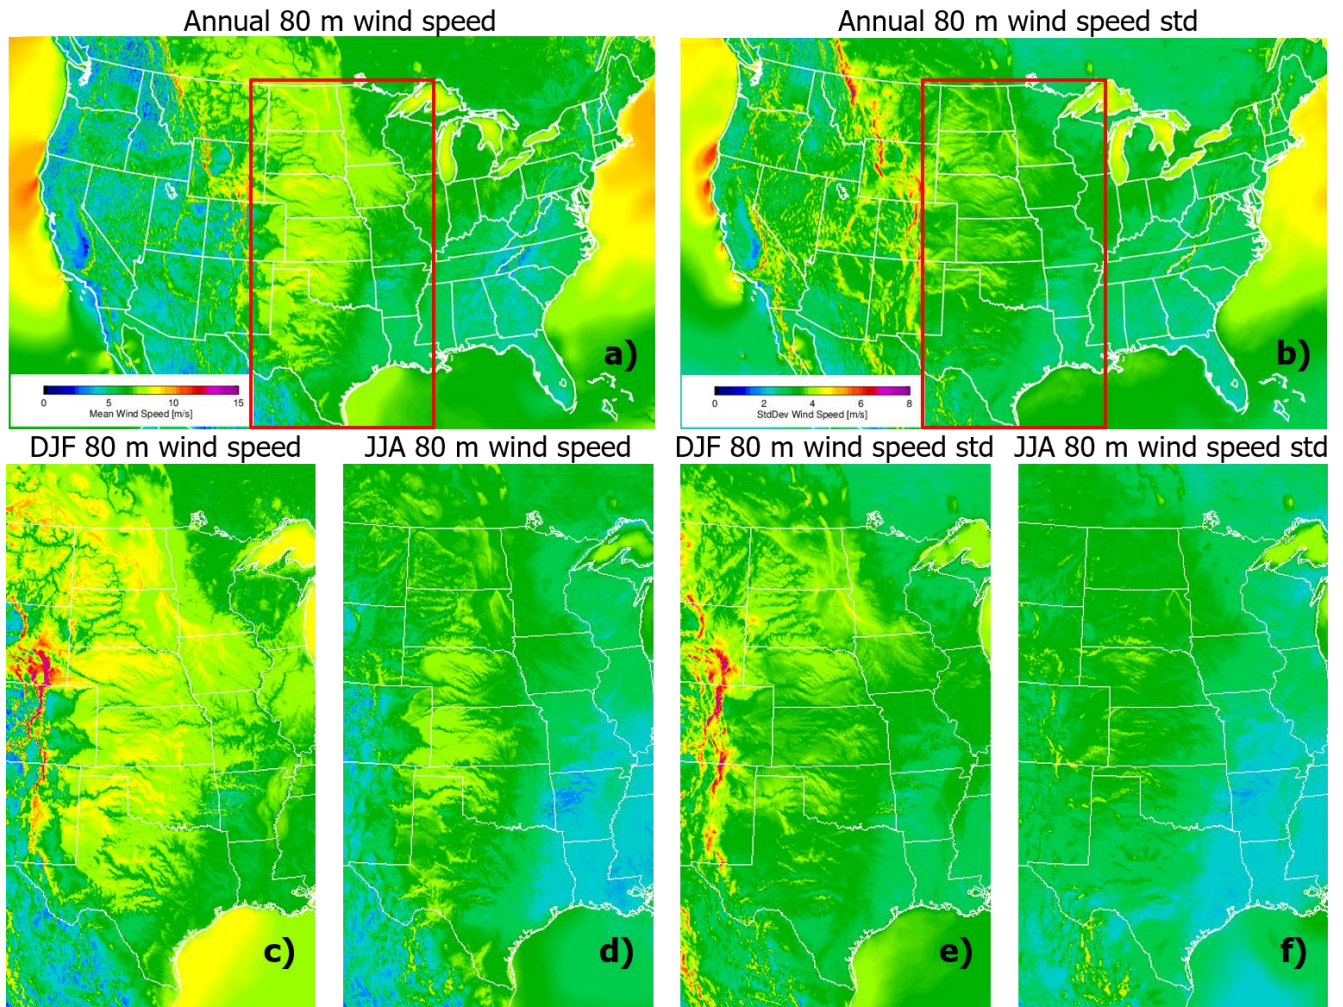 Annual 80 m wind speed
Annual 80 m wind speed std
a)
b)
0 5 10 15
Mean Wind Speed [m/s]
0 2 4 6 8
StdDev Wind Speed [m/s]
DJF 80 m wind speed
JJA 80 m wind speed
DJF 80 m wind speed std
JJA 80 m wind speed std
c)
d)
e)
f)